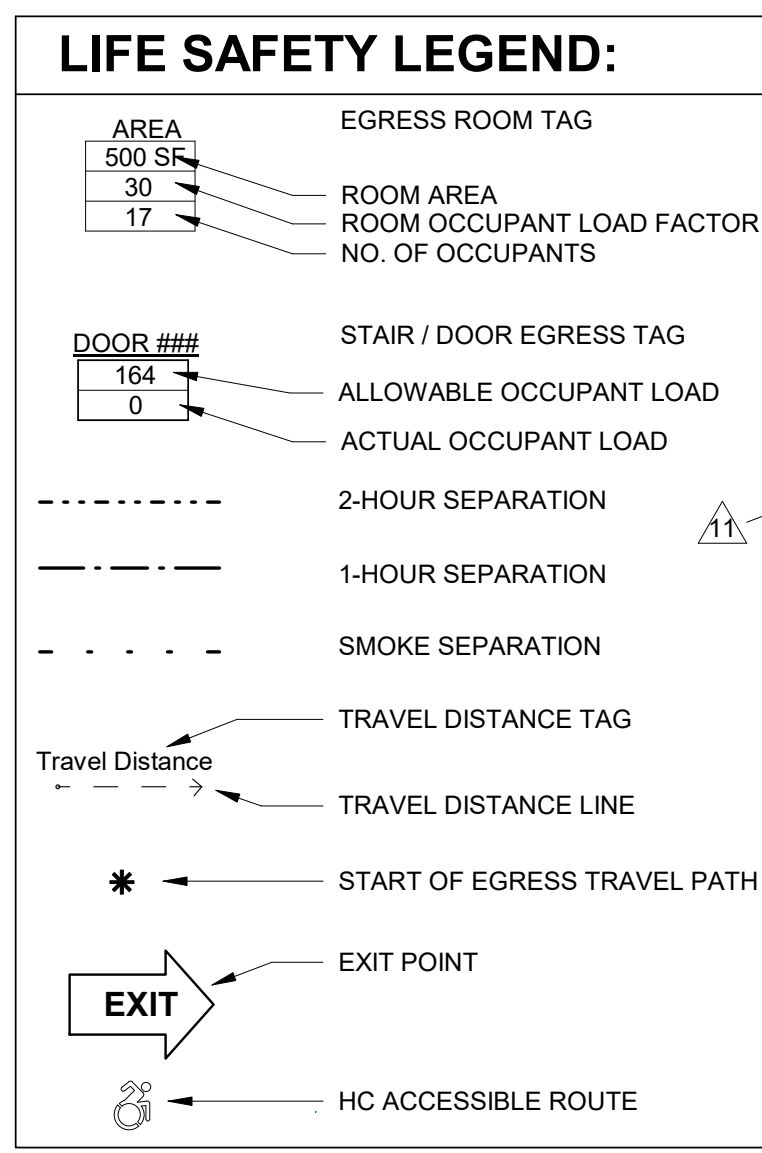 LIFE SAFETY LEGEND:
AREA
500 SF
30
17
EGRESS ROOM TAG
ROOM AREA
ROOM OCCUPANT LOAD FACTOR
NO. OF OCCUPANTS
DOOR ###
164
0
STAIR / DOOR EGRESS TAG
ALLOWABLE OCCUPANT LOAD
ACTUAL OCCUPANT LOAD
2-HOUR SEPARATION
11
1-HOUR SEPARATION
SMOKE SEPARATION
TRAVEL DISTANCE TAG
Travel Distance
TRAVEL DISTANCE LINE
START OF EGRESS TRAVEL PATH
EXIT POINT
EXIT
HC ACCESSIBLE ROUTE